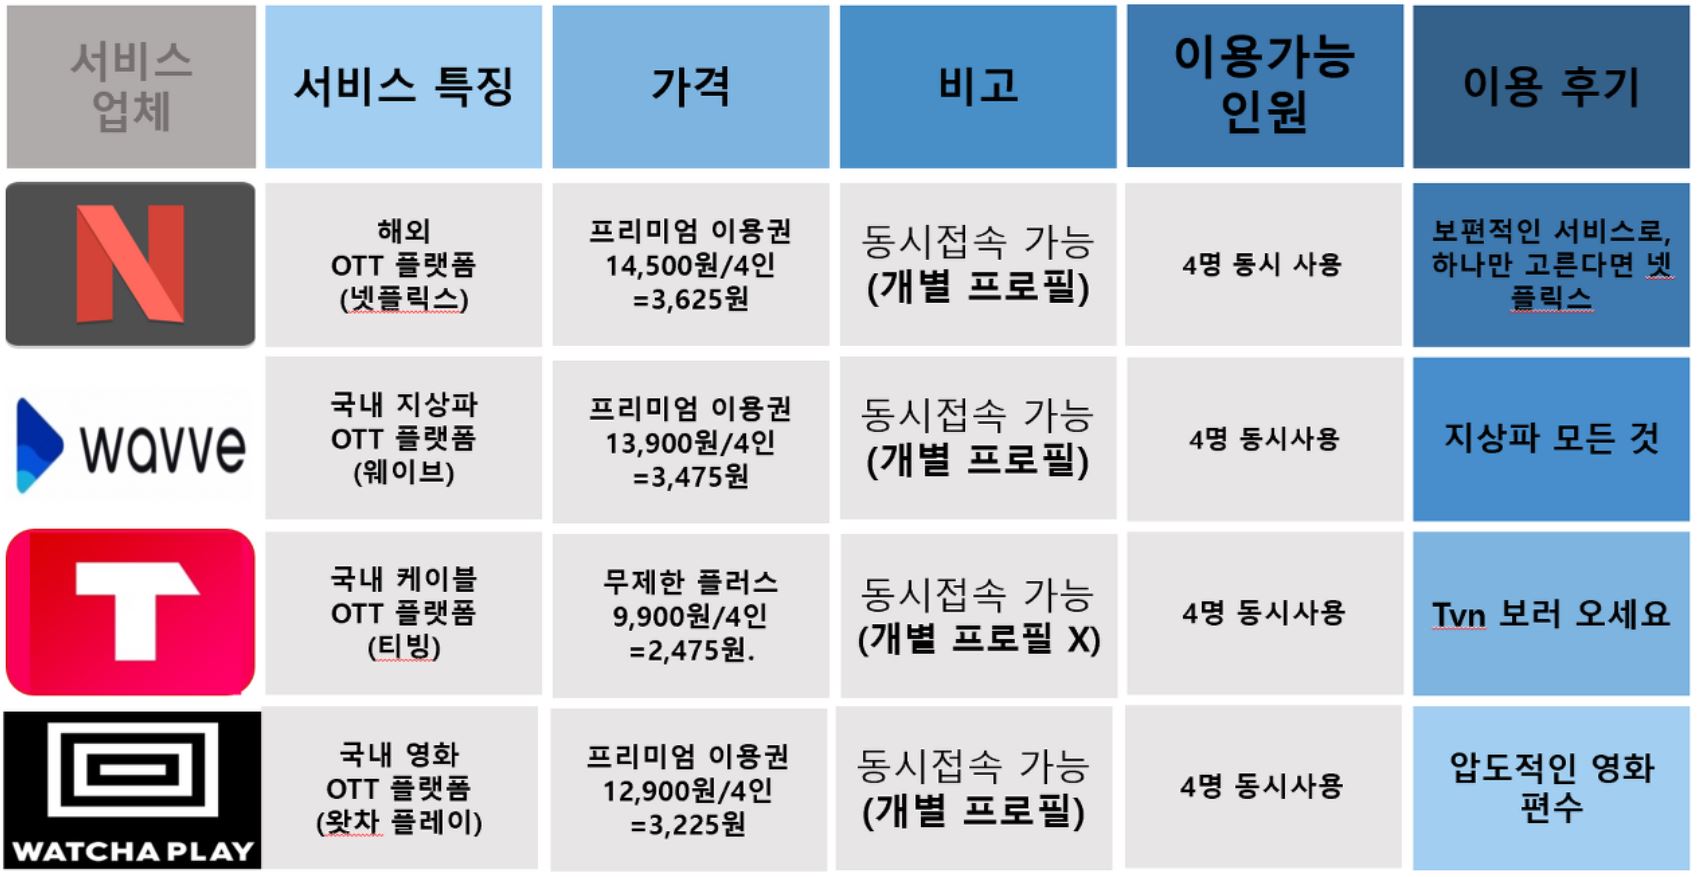 서비스
업체
서비스 특징
가격
비고
이용가능
인원
이용 후기
N
해외
OTT 플랫폼
(넷플릭스)
프리미엄 이용권
14,500원/4인
=3,625원
동시접속 가능
(개별 프로필)
4명 동시 사용
보편적인 서비스로,
하나만 고른다면 넷
플릭스
wavve
국내 지상파
OTT 플랫폼
(웨이브)
프리미엄 이용권
13,900원/4인
=3,475원
동시접속 가능
(개별 프로필)
4명 동시사용
지상파 모든 것
T
국내 케이블
OTT 플랫폼
(티빙)
무제한 플러스
9,900원/4인
=2,475원.
동시접속 가능
(개별 프로필 X)
4명 동시사용
Tvn 보러 오세요
WATCHA PLAY
국내 영화
OTT 플랫폼
(왓차 플레이)
프리미엄 이용권
12,900원/4인
=3,225원
동시접속 가능
(개별 프로필)
4명 동시사용
압도적인 영화
편수